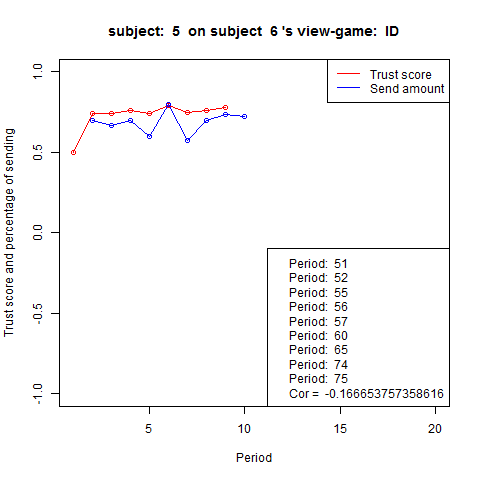 subject:  5  on subject  6 's view-game:  ID
Trust score
Send amount
Trust score and percentage of sending
1.0
0.5
0.0
-0.5
-1.0
Period:  51
Period:  52
Period:  55
Period:  56
Period:  57
Period:  60
Period:  65
Period:  74
Period:  75
Cor =  -0.166653757358616
5
10
15
20
Period